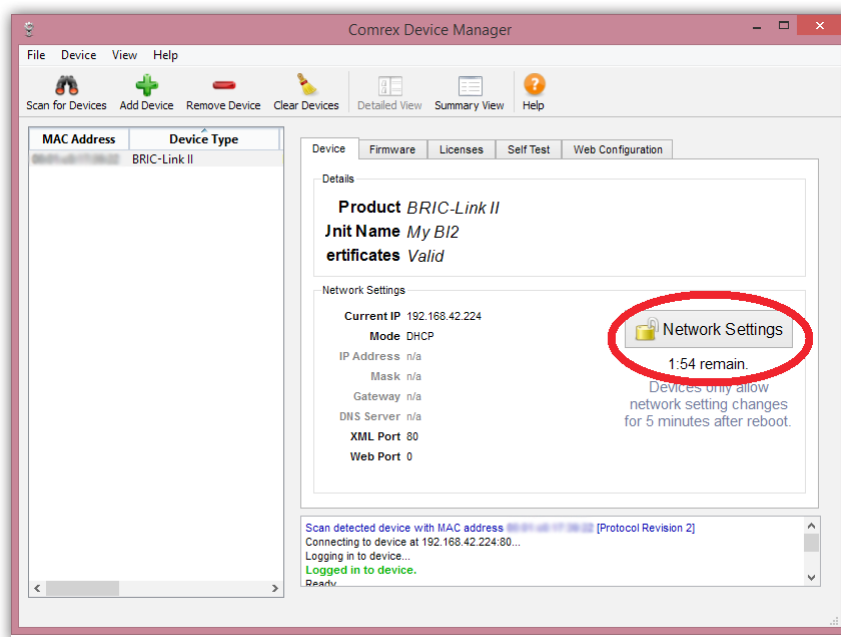 Comrex Device Manager
File Device View Help
Scan for Devices Add Device Remove Device Clear Devices Detailed View Summary View Help
MAC Address Device Type
BRIC-Link II
Device Firmware Licenses Self Test Web Configuration
Details
Product BRIC-Link II
Jnit Name My BI2
ertificates Valid
Network Settings
Current IP 192.168.42.224
Mode DHCP
IP Address n/a
Mask n/a
Gateway n/a
DNS Server n/a
XML Port 80
Web Port 0
Network Settings
1:54 remain.
Devices only allow
network setting changes
for 5 minutes after reboot.
Scan detected device with MAC address [Protocol Revision 2]
Connecting to device at 192.168.42.224:80...
Logging in to device...
Logged in to device.
Ready